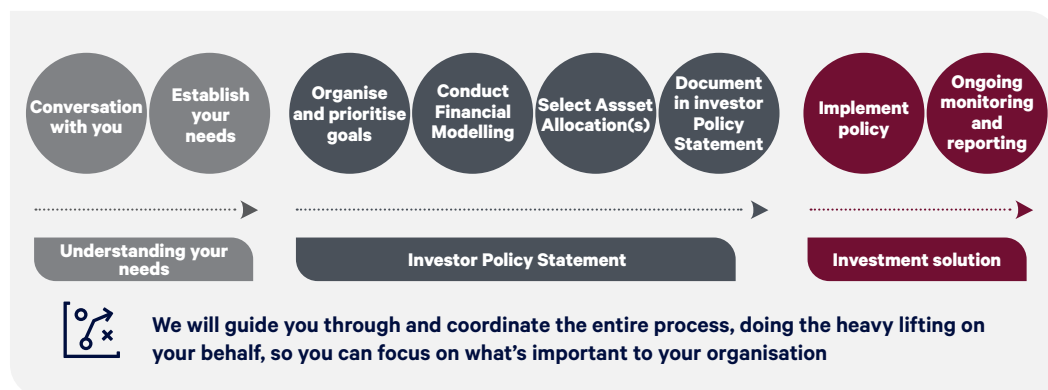 Conversation
with you
Establish
your
needs
Organise
and prioritise
goals
Conduct
Financial
Modelling
Select Assset
Allocation(s)
Document
in investor
Policy
Statement
Implement
policy
Ongoing
monitoring
and
reporting
Understanding your
needs
Investor Policy Statement
Investment solution
We will guide you through and coordinate the entire process, doing the heavy lifting on
your behalf, so you can focus on what's important to your organisation